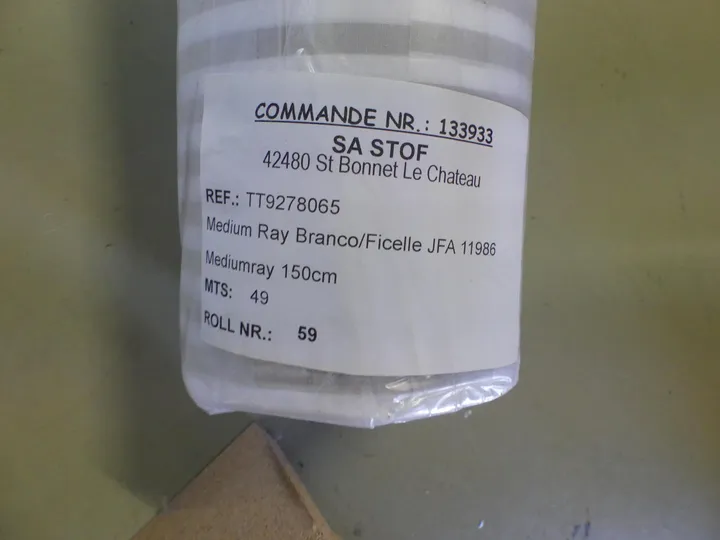 COMMANDE NR.: 133933
SA STOF
42480 St Bonnet Le Chateau
REF.: TT9278065
Medium Ray Branco/Ficelle JFA 11986
Mediumray 150cm
MTS: 49
ROLL NR.: 59